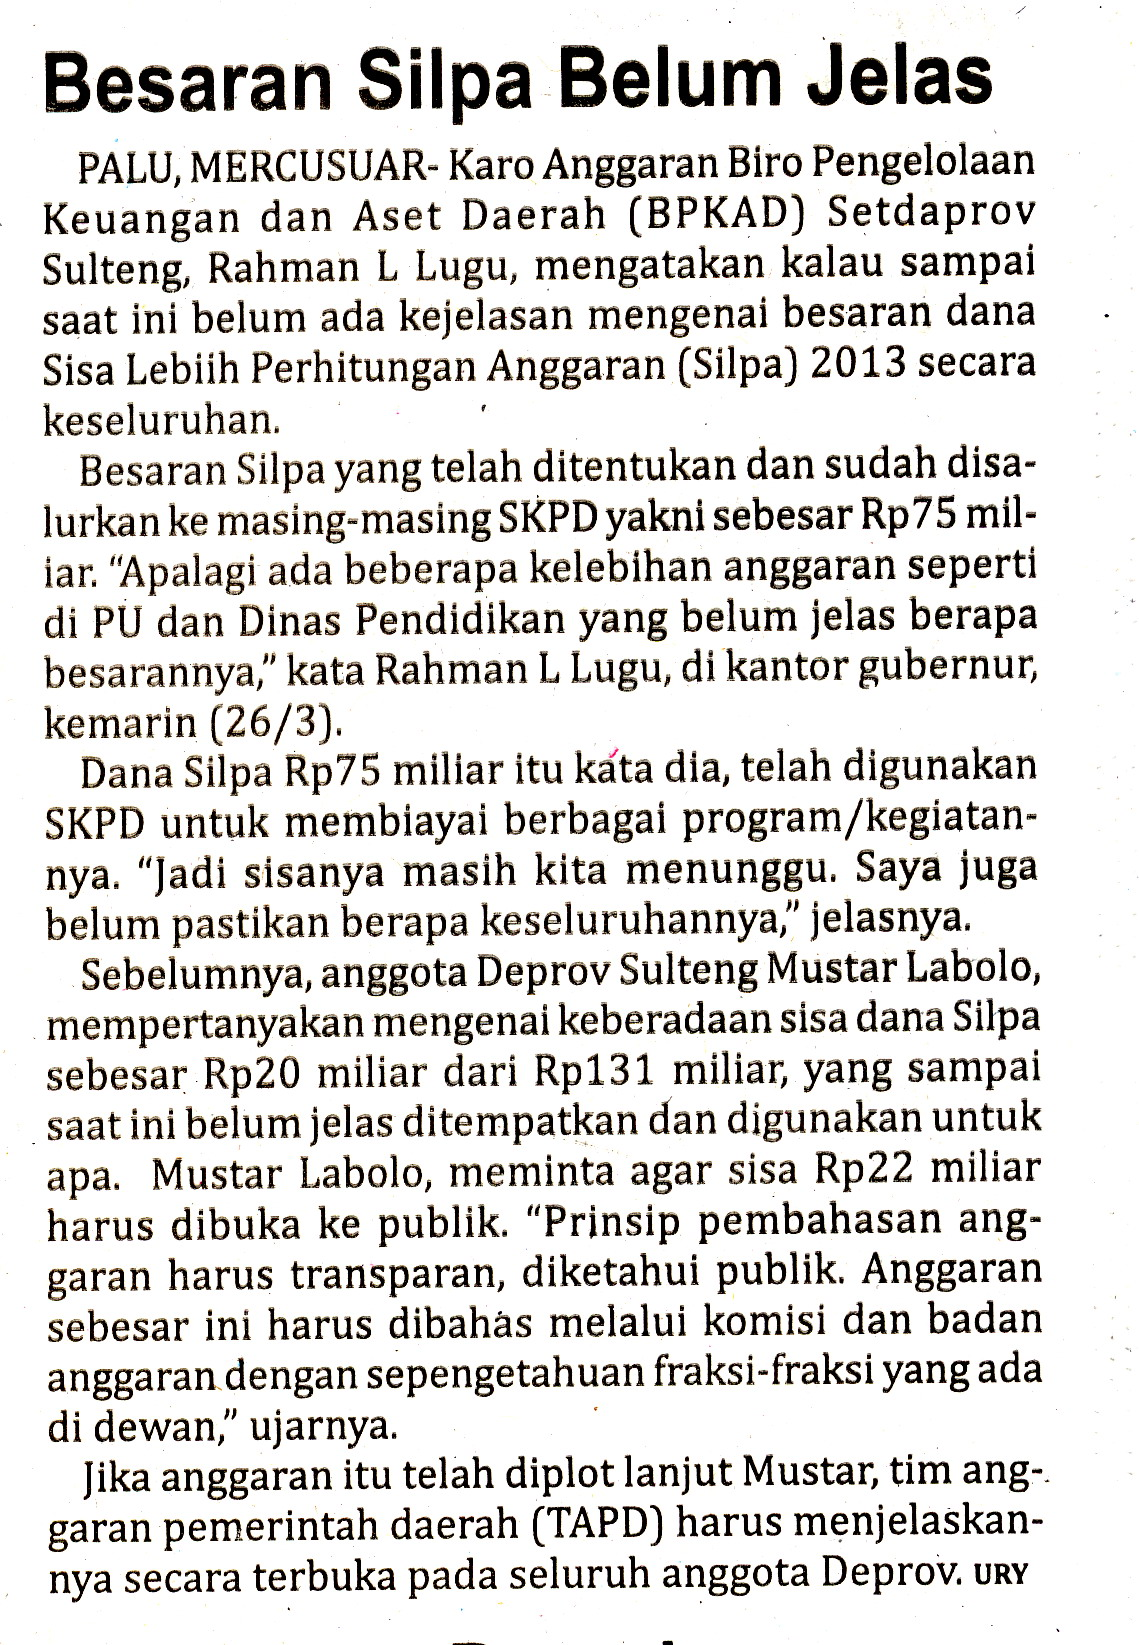 Besaran Silpa Belum Jelas
PALU, MERCUSUAR- Karo Anggaran Biro Pengelolaan
Keuangan dan Aset Daerah (BPKAD) Setdaprov
Sulteng, Rahman L Lugu, mengatakan kalau sampai
saat ini belum ada kejelasan mengenai besaran dana
Sisa Lebiih Perhitungan Anggaran (Silpa) 2013 secara
keseluruhan.
Besaran Silpa yang telah ditentukan dan sudah disa-
lurkan ke masing-masing SKPD yakni sebesar Rp75 mil-
iar. “Apalagi ada beberapa kelebihan anggaran seperti
di PU dan Dinas Pendidikan yang belum jelas berapa
besarannya,” kata Rahman L Lugu, di kantor gubernur,
kemarin (26/3).
Dana Silpa Rp75 miliar itu kata dia, telah digunakan
SKPD untuk membiayai berbagai program/kegiatan-
nya. “Jadi sisanya masih kita menunggu. Saya juga
belum pastikan berapa keseluruhannya,” jelasnya.
Sebelumnya, anggota Deprov Sulteng Mustar Labolo,
mempertanyakan mengenai keberadaan sisa dana Silpa
sebesar Rp20 miliar dari Rp131 miliar, yang sampai
saat ini belum jelas ditempatkan dan digunakan untuk
apa. Mustar Labolo, meminta agar sisa Rp22 miliar
harus dibuka ke publik. “Prinsip pembahasan ang-
garan harus transparan, diketahui publik. Anggaran
sebesar ini harus dibahas melalui komisi dan badan
anggaran dengan sepengetahuan fraksi-fraksi yang ada
di dewan,” ujarnya.
Jika anggaran itu telah diplot lanjut Mustar, tim ang-
garan pemerintah daerah (TAPD) harus menjelaskan-
nya secara terbuka pada seluruh anggota Deprov. URY